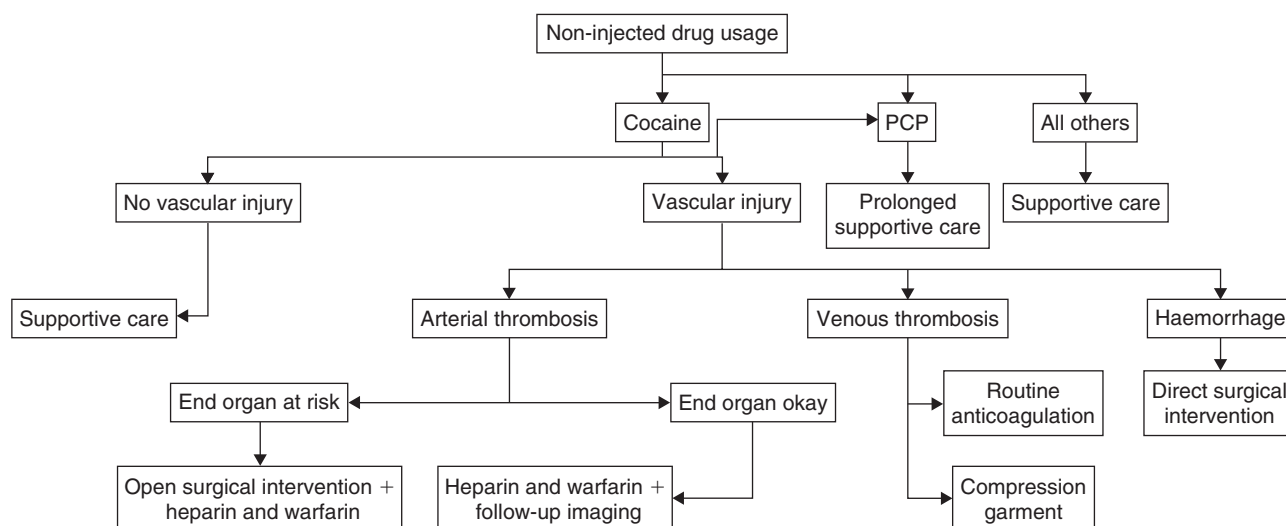 Non-injected drug usage
Cocaine
PCP
All others
No vascular injury
Vascular injury
Prolonged
supportive care
Supportive care
Supportive care
Arterial thrombosis
Venous thrombosis
Haemorrhage
End organ at risk
End organ okay
Routine
anticoagulation
Direct surgical
intervention
Open surgical intervention +
heparin and warfarin
Heparin and warfarin +
follow-up imaging
Compression
garment